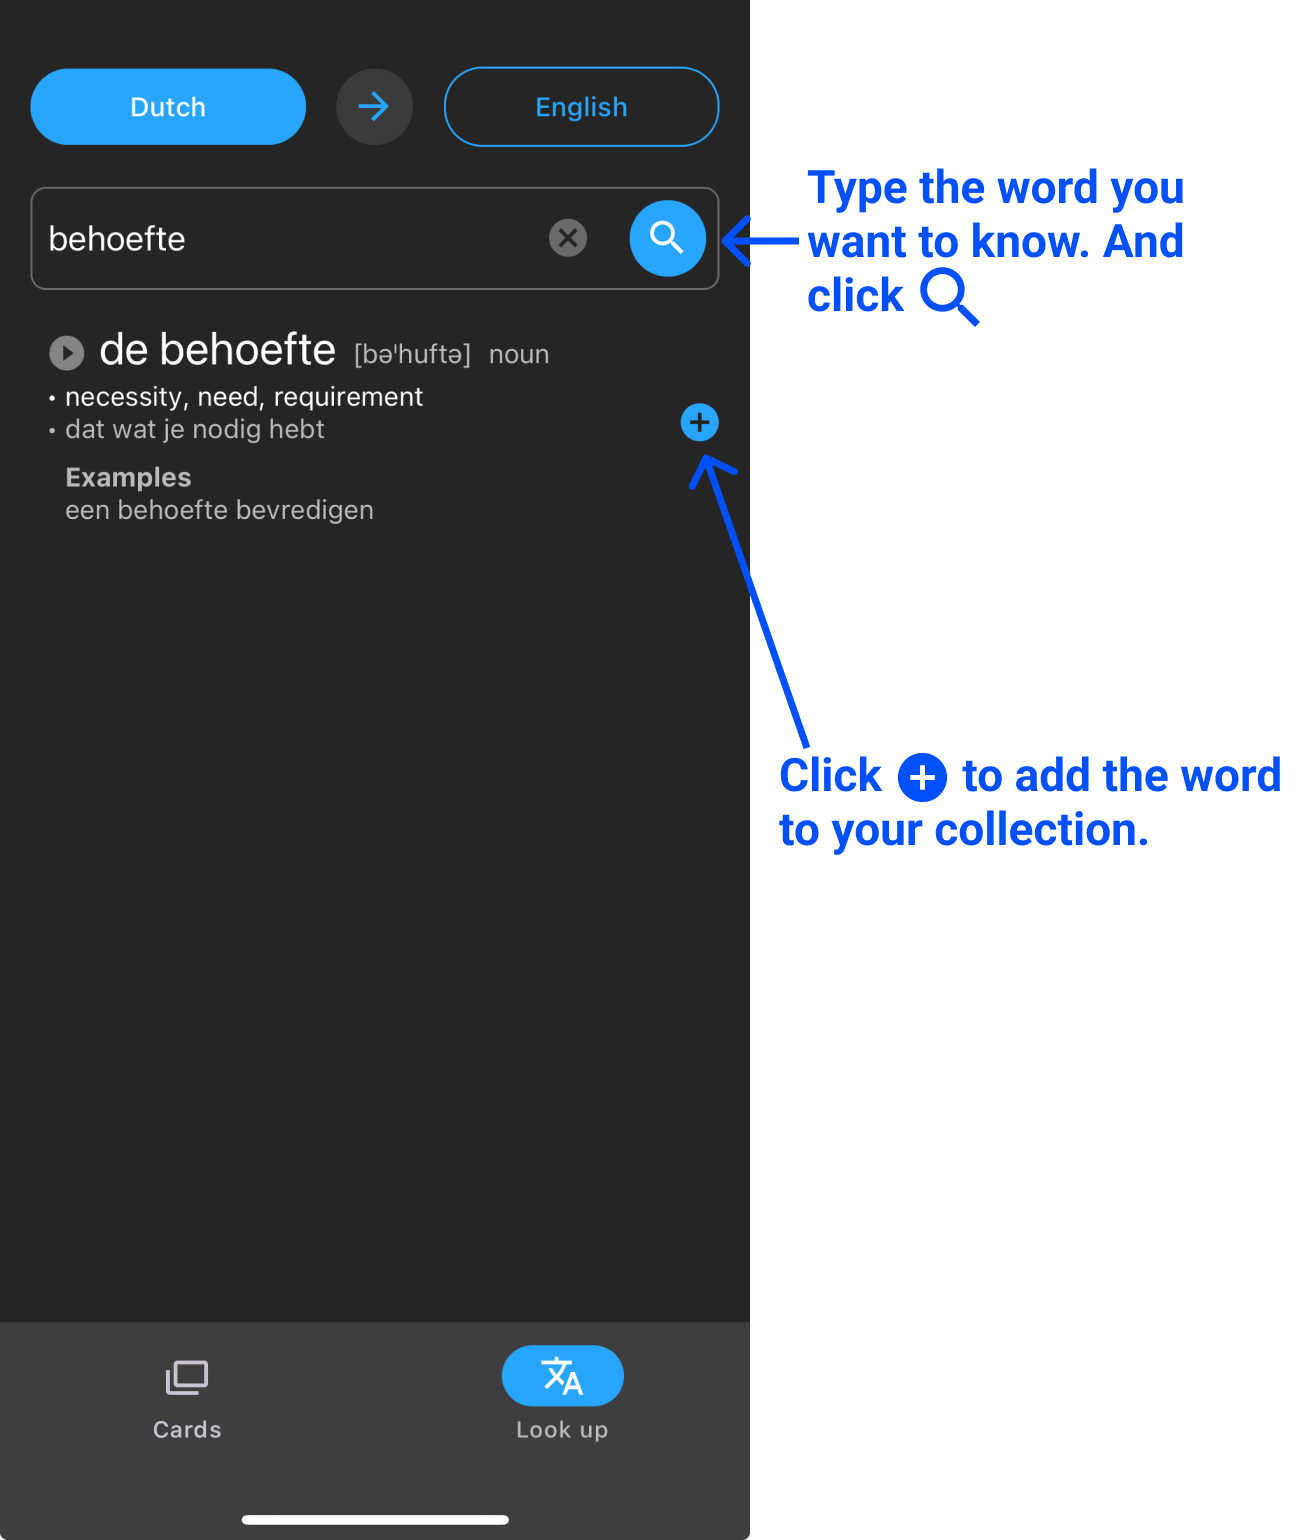 Dutch
English
behoefte
de behoefte [bə'huftə] noun
• necessity, need, requirement
• dat wat je nodig hebt
Examples
een behoefte bevredigen
Cards
Look up
Type the word you
want to know. And
click
Click to add the word
to your collection.